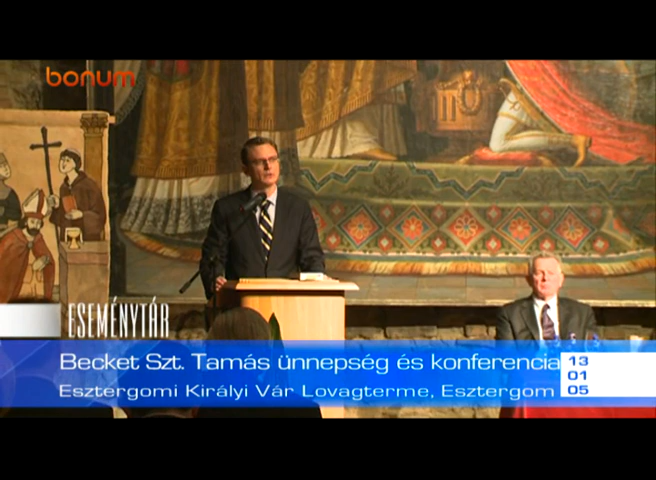 bonum
ESEMÉNYTÁR
Becket Szt. Tamás ünnepség és konferencia
Esztergomi Királyi Vár Lovagterme, Esztergom
13
01
05